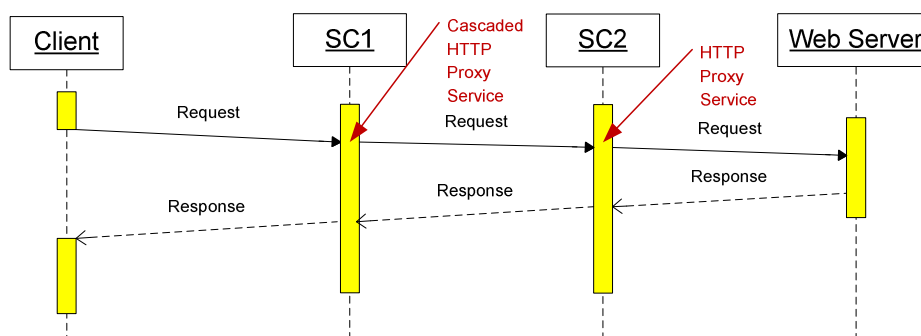 Client
SC1
SC2
Web Server
Cascaded
HTTP
Proxy
Service
HTTP
Proxy
Service
Request
Request
Request
Response
Response
Response